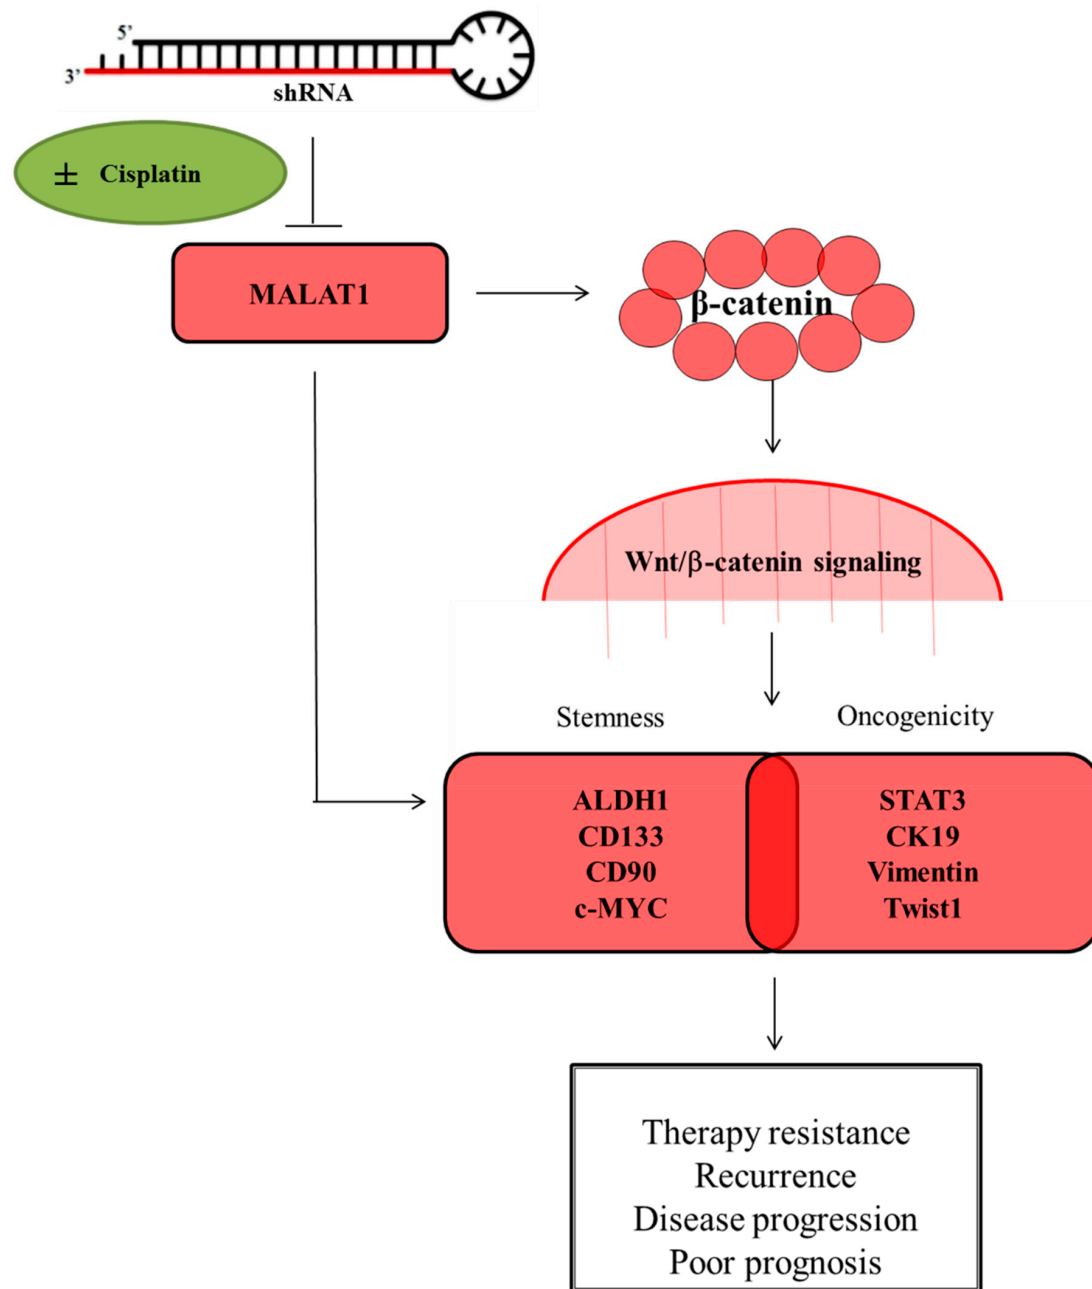 5’
3’
shRNA
± Cisplatin
MALAT1
β-catenin
Wnt/β-catenin signaling
Stemness
Oncogenicity
ALDH1
CD133
CD90
c-MYC
STAT3
CK19
Vimentin
Twist1
Therapy resistance
Recurrence
Disease progression
Poor prognosis